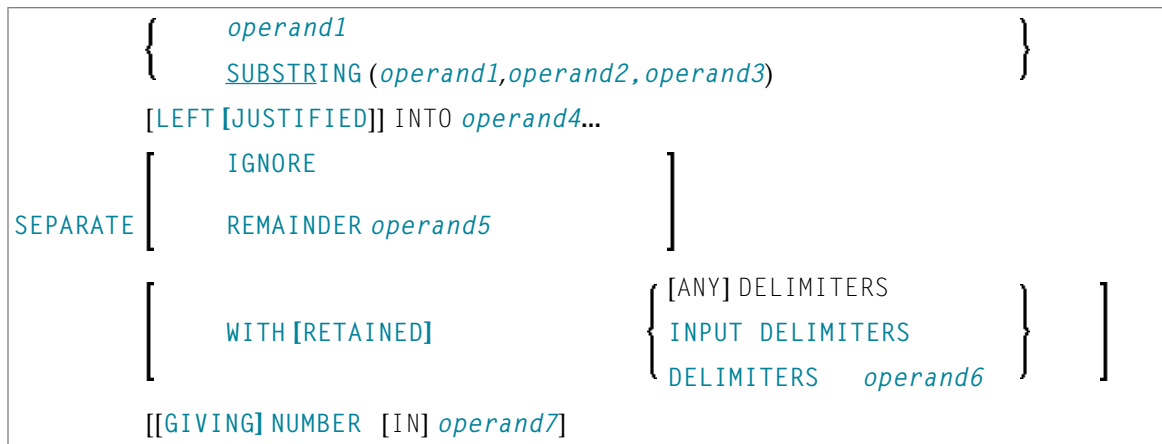 operand1
SUBSTRING (operand1,operand2,operand3)
[LEFT [JUSTIFIED]] INTO operand4...
IGNORE
SEPARATE REMAINDER operand5
[ANY] DELIMITERS
WITH [RETAINED] INPUT DELIMITERS
DELIMITERS operand6
[[GIVING] NUMBER [IN] operand7]